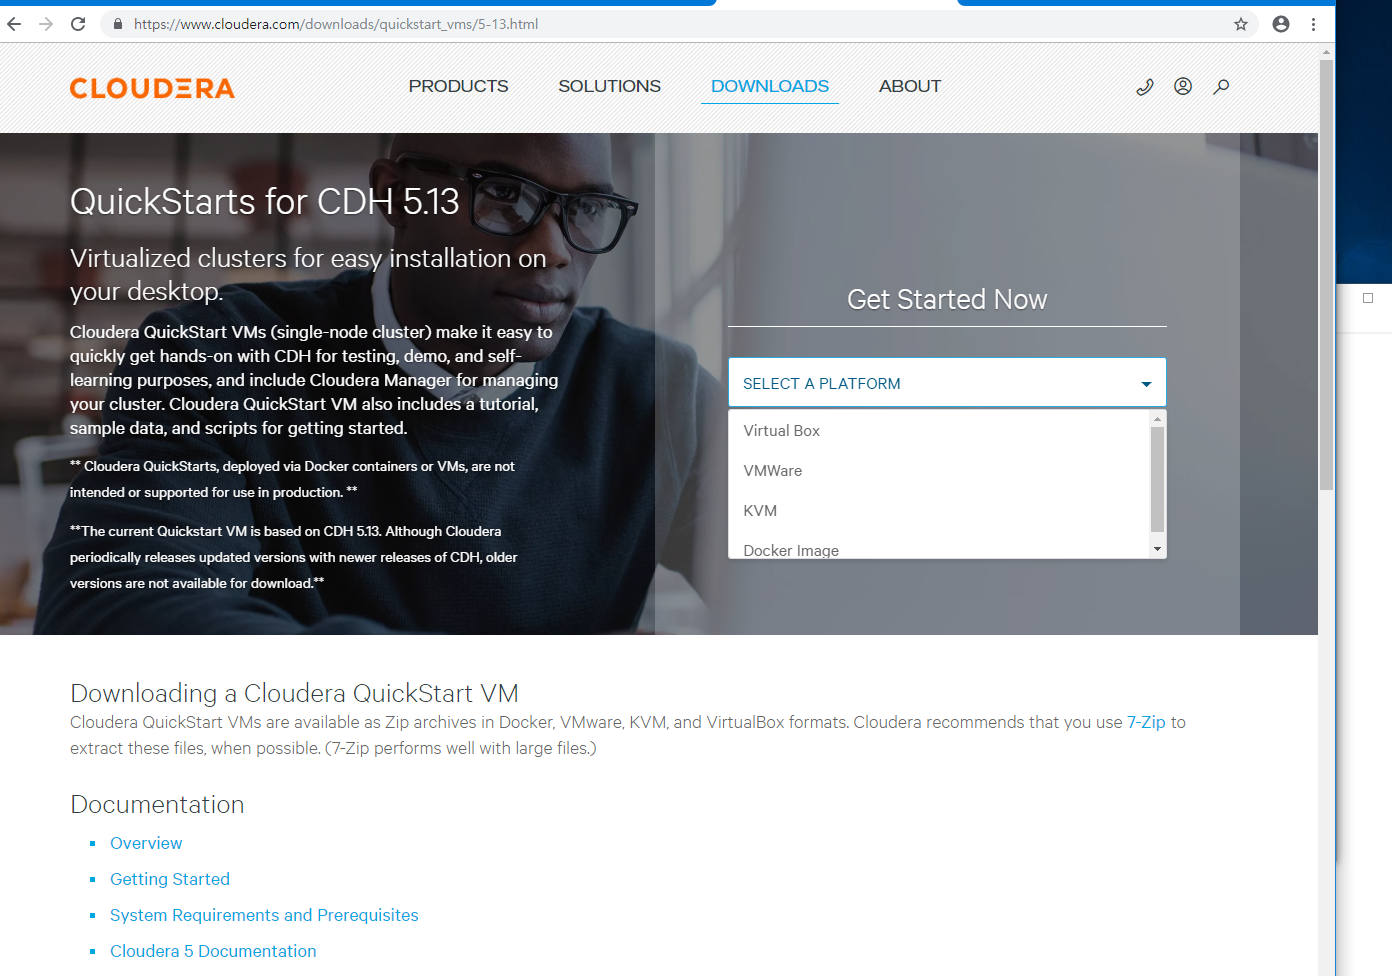 https://www.cloudera.com/downloads/quickstart_vms/5-13.html
CLOUDERA
PRODUCTS
SOLUTIONS
DOWNLOADS
ABOUT
QuickStarts for CDH 5.13
Virtualized clusters for easy installation on
your desktop.
Cloudera QuickStart VMs (single-node cluster) make it easy to
quickly get hands-on with CDH for testing, demo, and self-
learning purposes, and include Cloudera Manager for managing
your cluster. Cloudera QuickStart VM also includes a tutorial,
sample data, and scripts for getting started.
** Cloudera QuickStarts, deployed via Docker containers or VMs, are not
intended or supported for use in production. **
**The current Quickstart VM is based on CDH 5.13. Although Cloudera
periodically releases updated versions with newer releases of CDH, older
versions are not available for download.**
Get Started Now
SELECT A PLATFORM
Virtual Box
VMWare
KVM
Docker Image
Downloading a Cloudera QuickStart VM
Cloudera QuickStart VMs are available as Zip archives in Docker, VMware, KVM, and VirtualBox formats. Cloudera recommends that you use 7-Zip to
extract these files, when possible. (7-Zip performs well with large files.)
Documentation
Overview
Getting Started
System Requirements and Prerequisites
Cloudera 5 Documentation